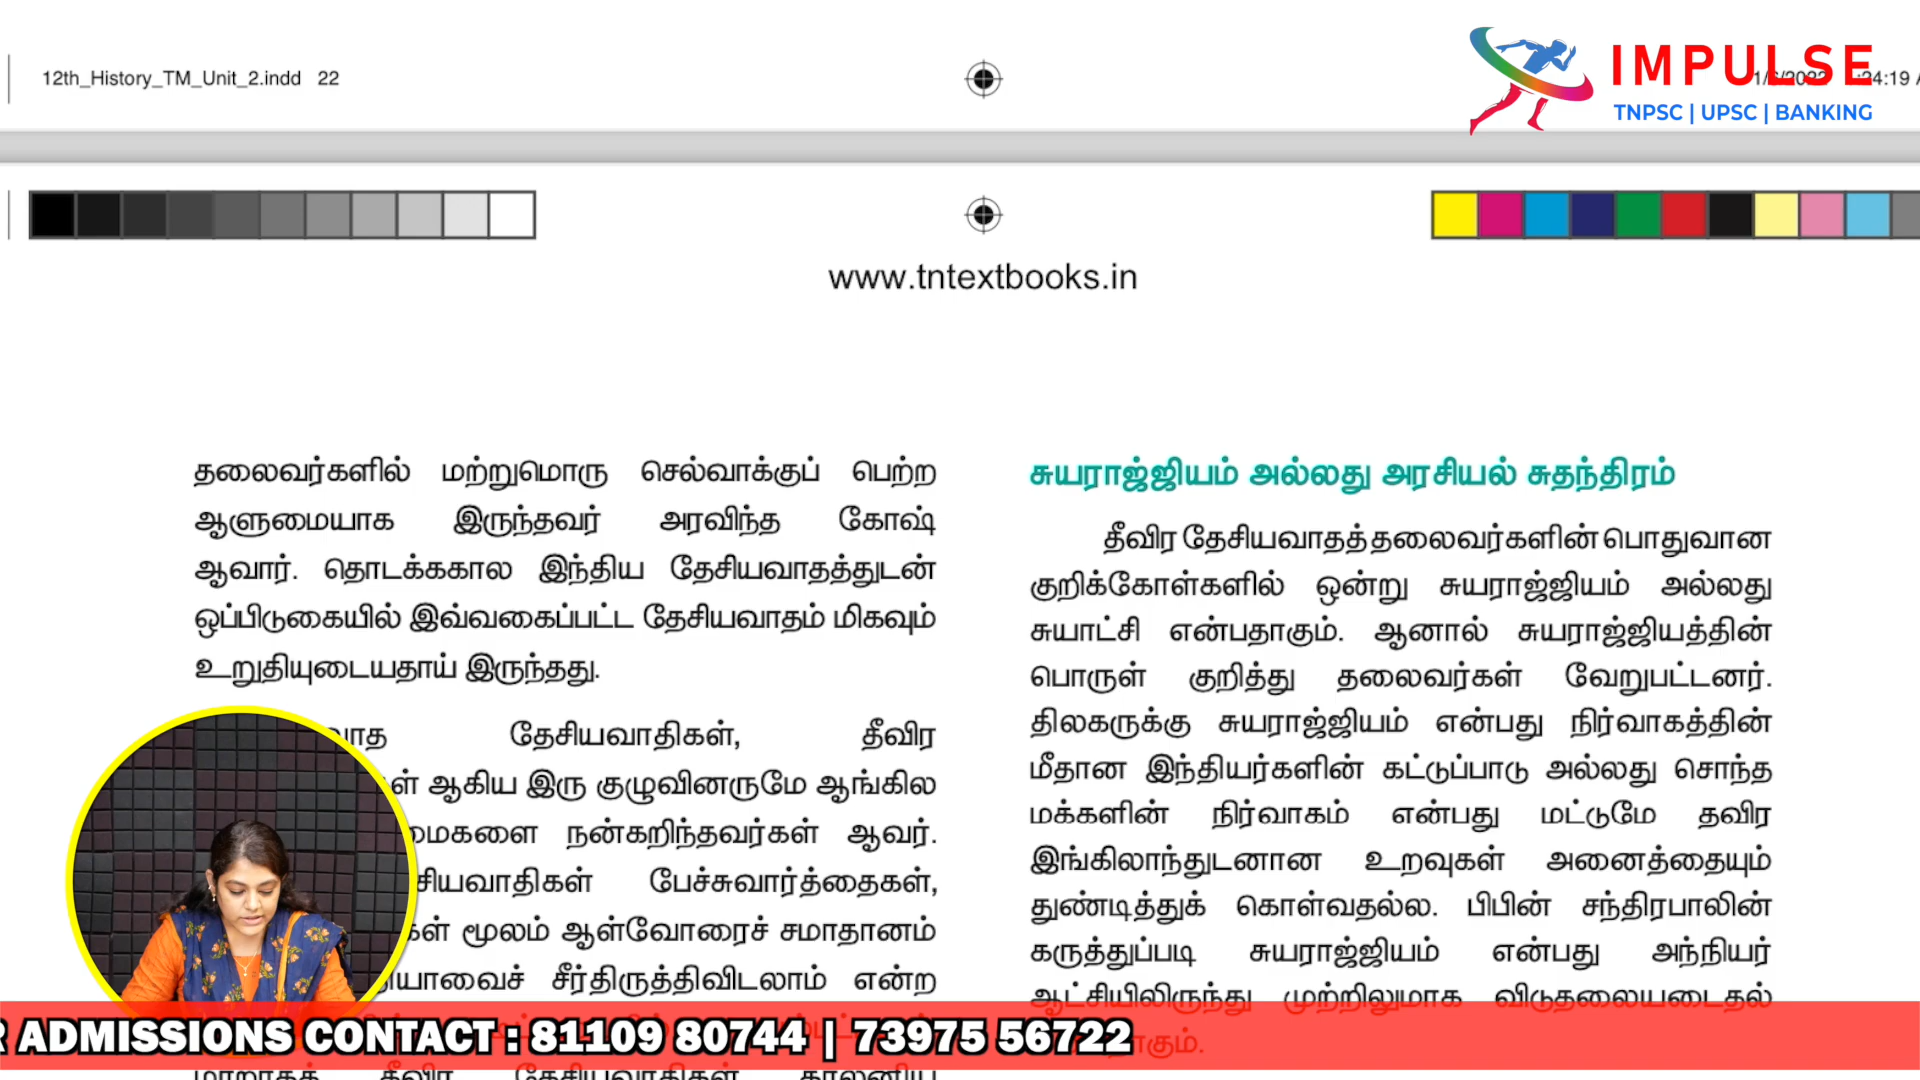 12th_History_TM_Unit_2.indd 22
IMPULSE
TNPSC | UPSC | BANKING
www.tntextbooks.in
தலைவர்களில் மற்றுமொரு செல்வாக்குப் பெற்ற
ஆளுமையாக இருந்தவர் அரவிந்த கோஷ்
ஆவார். தொடக்ககால இந்திய தேசியவாதத்துடன்
ஒப்பிடுகையில் இவ்வகைப்பட்ட தேசியவாதம் மிகவும்
உறுதியுடையதாய் இருந்தது.
தேசியவாதிகள், தீவிர
ஆகிய இரு குழுவினருமே ஆங்கில
நன்கறிந்தவர்கள் ஆவர்.
பேச்சுவார்த்தைகள்,
மூலம் ஆள்வோரைச் சமாதானம்
சீர்திருத்திவிடலாம் என்ற
சுயராஜ்ஜியம் அல்லது அரசியல் சுதந்திரம்
தீவிர தேசியவாதத் தலைவர்களின் பொதுவான
குறிக்கோள்களில் ஒன்று சுயராஜ்ஜியம் அல்லது
சுயாட்சி என்பதாகும். ஆனால் சுயராஜ்ஜியத்தின்
பொருள் குறித்து தலைவர்கள் வேறுபட்டனர்.
திலகருக்கு சுயராஜ்ஜியம் என்பது நிர்வாகத்தின்
மீதான இந்தியர்களின் கட்டுப்பாடு அல்லது சொந்த
மக்களின் நிர்வாகம் என்பது மட்டுமே தவிர
இங்கிலாந்துடனான உறவுகள் அனைத்தையும்
துண்டித்துக் கொள்வதல்ல. பிபின் சந்திரபாலின்
கருத்துப்படி சுயராஜ்ஜியம் என்பது அந்நியர்
ஆட்சியிலிருந்து முற்றிலுமாக விடுதலையடைதல்
ADMISSIONS CONTACT : 81109 80744 | 73975 56722